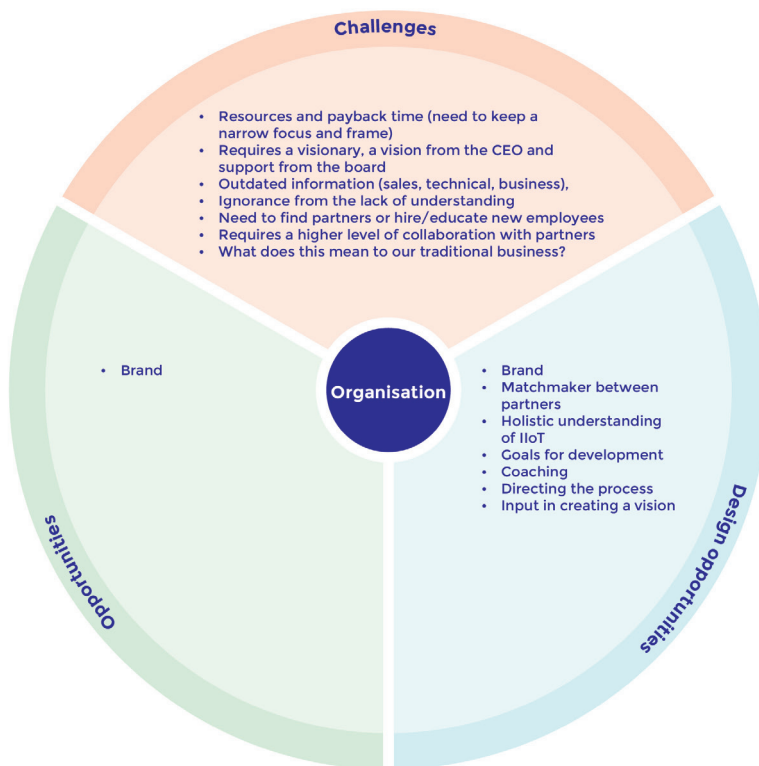 Challenges
• Resources and payback time (need to keep a
narrow focus and frame)
• Requires a visionary, a vision from the CEO and
support from the board
• Outdated information (sales, technical, business),
• Ignorance from the lack of understanding
• Need to find partners or hire/educate new employees
• Requires a higher level of collaboration with partners
• What does this mean to our traditional business?
Organisation
• Brand
Opportunities
• Brand
• Matchmaker between
partners
• Holistic understanding
of IIoT
• Goals for development
• Coaching
• Directing the process
• Input in creating a vision
Design opportunities